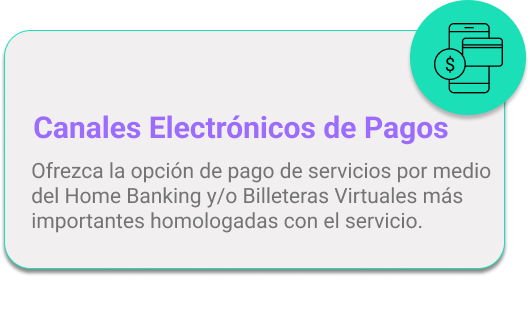 $
Canales Electrónicos de Pagos
Ofrezca la opción de pago de servicios por medio
del Home Banking y/o Billeteras Virtuales más
importantes homologadas con el servicio.